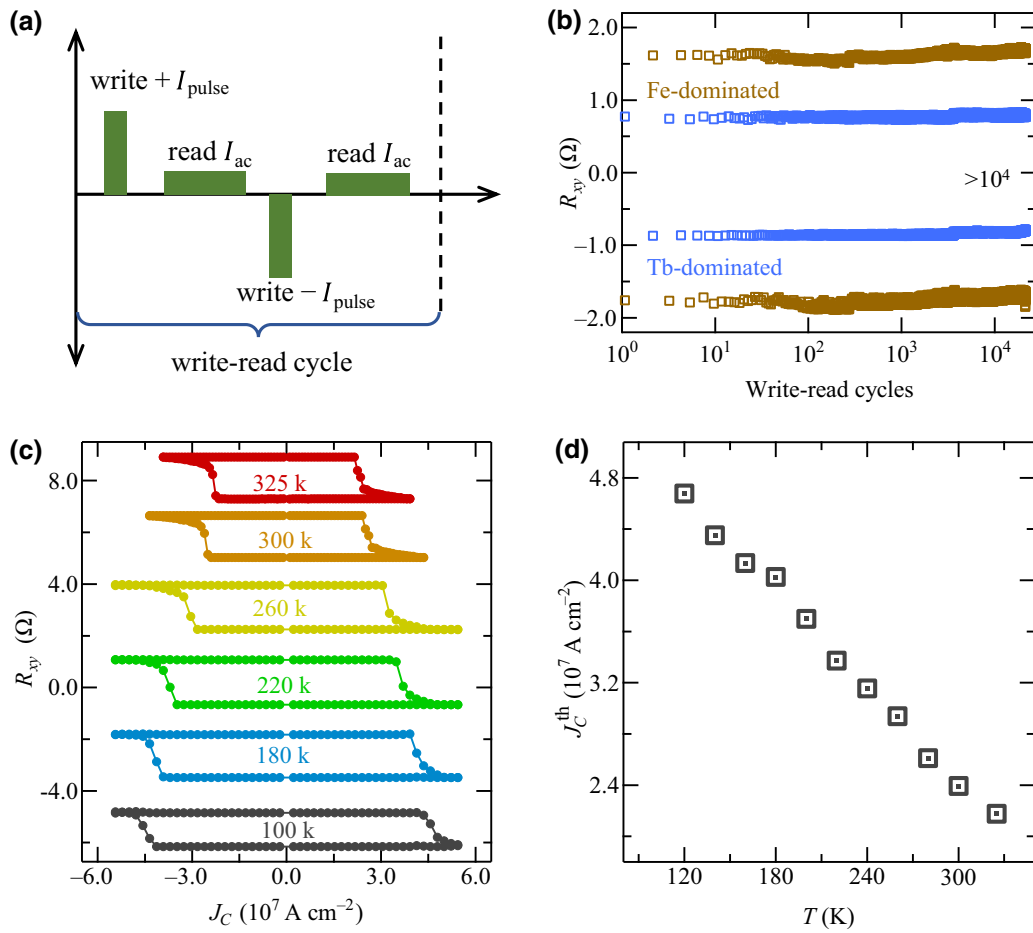 (a)
write + I_pulse
read I_ac
read I_ac
write − I_pulse
write-read cycle
(b)
R_xy (Ω)
2.0
1.0
0.0
−1.0
−2.0
Fe-dominated
>10^4
Tb-dominated
10^0
10^1
10^2
10^3
10^4
Write-read cycles
(c)
R_xy (Ω)
8.0
4.0
0.0
−4.0
325 k
300 k
260 k
220 k
180 k
100 k
−6.0
−3.0
0.0
3.0
6.0
J_C (10^7 A cm^−2)
(d)
J_C^th (10^7 A cm^−2)
4.8
4.0
3.2
2.4
120
180
240
300
T (K)